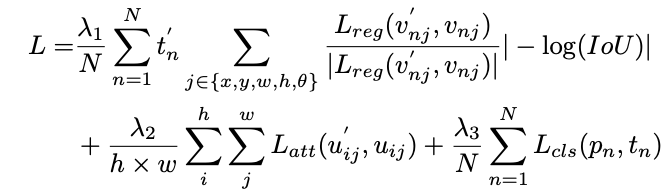 L = \frac{\lambda_1}{N} \sum_{n=1}^{N} t_n^{'} \sum_{j \in \{x,y,w,h,\theta\}} \frac{L_{reg}(v_{nj}^{'}, v_{nj})}{|L_{reg}(v_{nj}^{'}, v_{nj})|} | - \log(IoU)|
+ \frac{\lambda_2}{h \times w} \sum_{i}^{h} \sum_{j}^{w} L_{att}(u_{ij}^{'}, u_{ij}) + \frac{\lambda_3}{N} \sum_{n=1}^{N} L_{cls}(p_n, t_n)